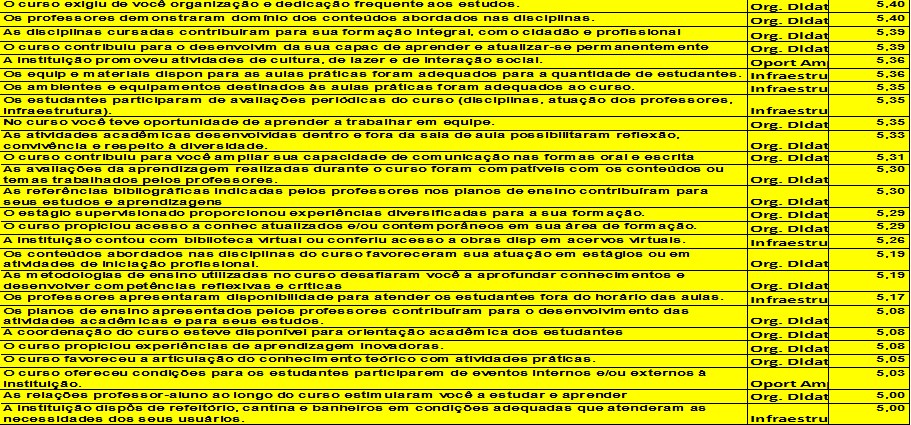 O curso exigiu de você organização e dedicação frequente aos estudos. Org. Didat 5,40
Os professores demonstraram domínio dos conteúdos abordados nas disciplinas. Org. Didat 5,40
As disciplinas cursadas contribuíram para sua formação integral, como cidadão e profissional Org. Didat 5,39
O curso contribuiu para o desenvolvim da sua capac de aprender e atualizar-se permanentemente Org. Didat 5,39
A instituição promoveu atividades de cultura, de lazer e de interação social. Oport Am 5,36
Os equip e materiais dispon para as aulas práticas foram adequados para a quantidade de estudantes. Infraestru 5,36
Os ambientes e equipamentos destinados às aulas práticas foram adequados ao curso. Infraestru 5,35
Os estudantes participaram de avaliações periódicas do curso (disciplinas, atuação dos professores, 5,35
infraestrutura). Infraestru
No curso você teve oportunidade de aprender a trabalhar em equipe. Org. Didat 5,35
As atividades acadêmicas desenvolvidas dentro e fora da sala de aula possibilitaram reflexão, 5,33
convivência e respeito à diversidade. Org. Didat
O curso contribuiu para você ampliar sua capacidade de comunicação nas formas oral e escrita Org. Didat 5,31
As avaliações da aprendizagem realizadas durante o curso foram compatíveis com os conteúdos ou 5,30
temas trabalhados pelos professores. Org. Didat
As referências bibliográficas indicadas pelos professores nos planos de ensino contribuíram para 5,30
seus estudos e aprendizagens Org. Didat
O estágio supervisionado proporcionou experiências diversificadas para a sua formação. Org. Didat 5,29
O curso propiciou acesso a conhec atualizados e/ou contemporâneos em sua área de formação. Org. Didat 5,29
A instituição contou com biblioteca virtual ou conferiu acesso a obras disp em acervos virtuais. Infraestru 5,26
Os conteúdos abordados nas disciplinas do curso favoreceram sua atuação em estágios ou em 5,19
atividades de iniciação profissional. Org. Didat
As metodologias de ensino utilizadas no curso desafiaram você a aprofundar conhecimentos e 5,19
desenvolver competências reflexivas e críticas Org. Didat
Os professores apresentaram disponibilidade para atender os estudantes fora do horário das aulas. Infraestru 5,17
Os planos de ensino apresentados pelos professores contribuíram para o desenvolvimento das 5,08
atividades acadêmicas e para seus estudos. Org. Didat
A coordenação do curso esteve disponível para orientação acadêmica dos estudantes Org. Didat 5,08
O curso propiciou experiências de aprendizagem inovadoras. Org. Didat 5,08
O curso favoreceu a articulação do conhecimento teórico com atividades práticas. Org. Didat 5,05
O curso ofereceu condições para os estudantes participarem de eventos internos e/ou externos à 5,03
instituição. Oport Am
As relações professor-aluno ao longo do curso estimularam você a estudar e aprender Org. Didat 5,00
A instituição dispôs de refeitório, cantina e banheiros em condições adequadas que atenderam as 5,00
necessidades dos seus usuários. Infraestru